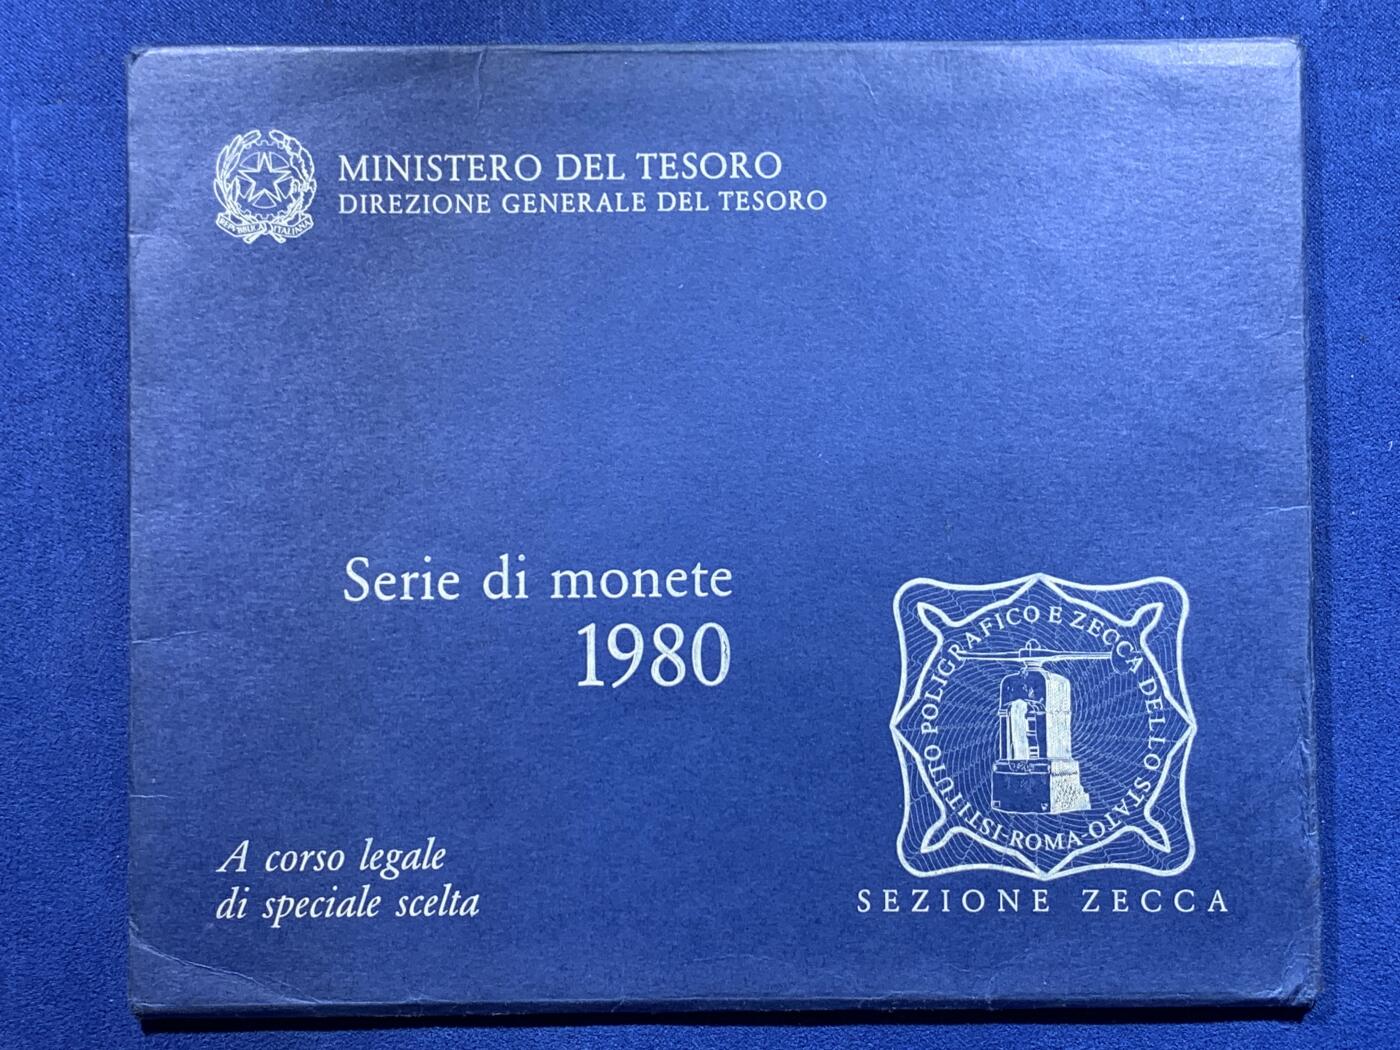 MINISTERO DEL TESORO
DIREZIONE GENERALE DEL TESORO
REPVBBLICA ITALIANA
Serie di monete
1980
ISTITUTO POLIGRAFICO E ZECCA DELLO STATO-ROMA-
A corso legale
di speciale scelta
SEZIONE ZECCA